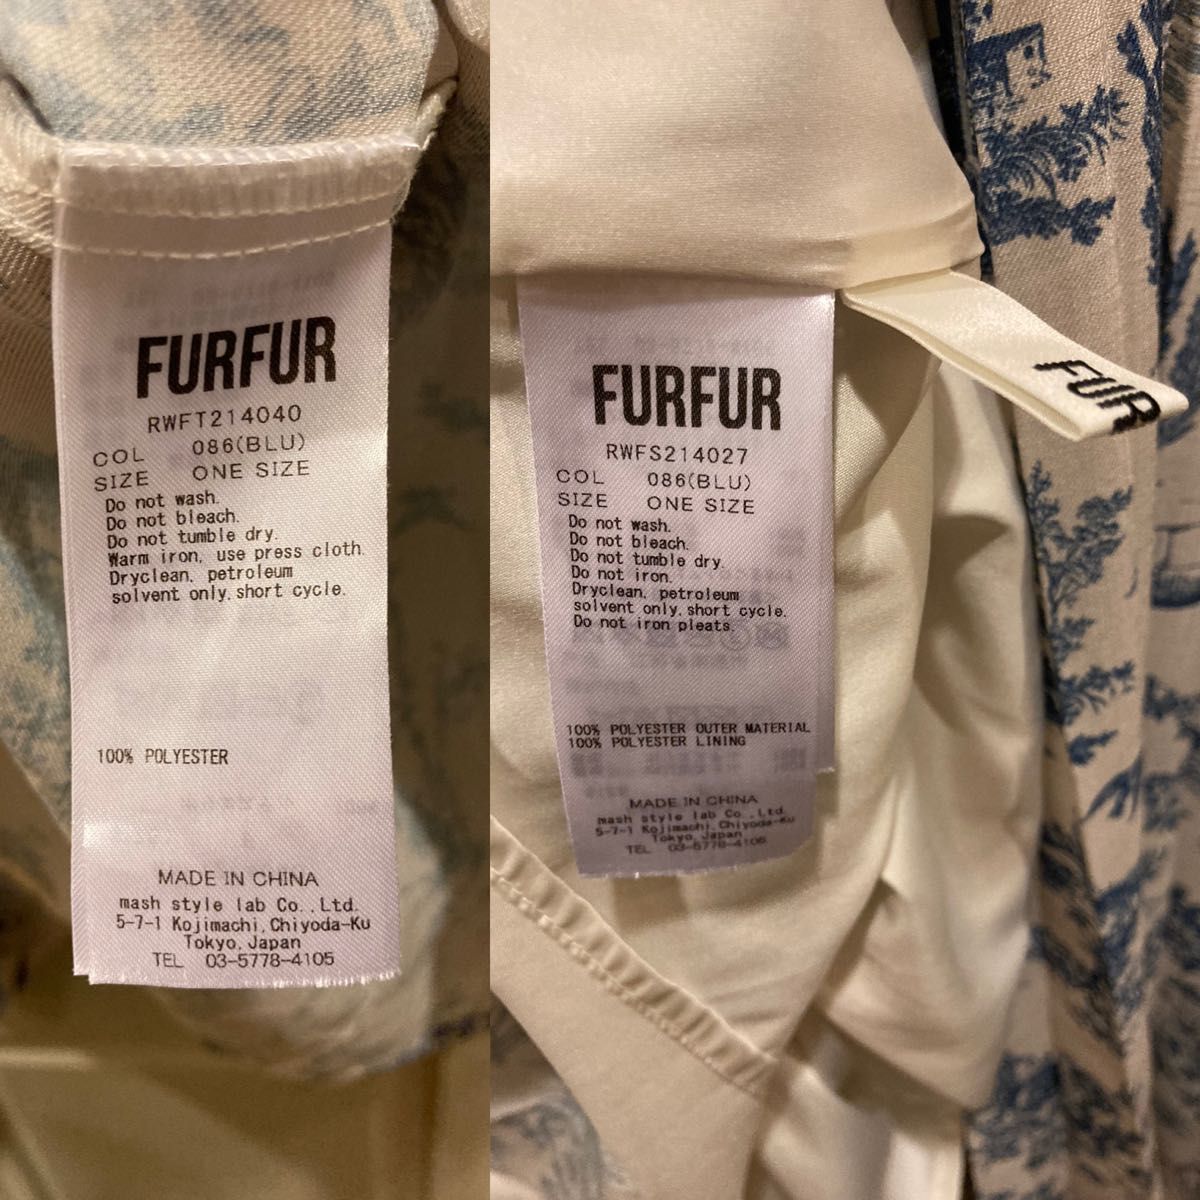 FURFUR
RWFT214040
COL 086(BLU)
SIZE ONE SIZE
Do not wash.
Do not bleach.
Do not tumble dry.
Warm iron, use press cloth.
Dryclean, petroleum
solvent only, short cycle.
100% POLYESTER
MADE IN CHINA
mash style lab Co.,Ltd.
5-7-1 Kojimachi,Chiyoda-Ku
Tokyo,Japan
TEL 03-5778-4105
FURFUR
RWFS214027
COL 086(BLU)
SIZE ONE SIZE
Do not wash.
Do not bleach.
Do not tumble dry.
Do not iron.
Dryclean, petroleum
solvent only, short cycle.
Do not iron pleats.
100% POLYESTER OUTER MATERIAL
100% POLYESTER LINING
MADE IN CHINA
mash style lab Co.,Ltd.
5-7-1 Kojimachi,Chiyoda-Ku
Tokyo,Japan
TEL 03-5778-4105
FUR